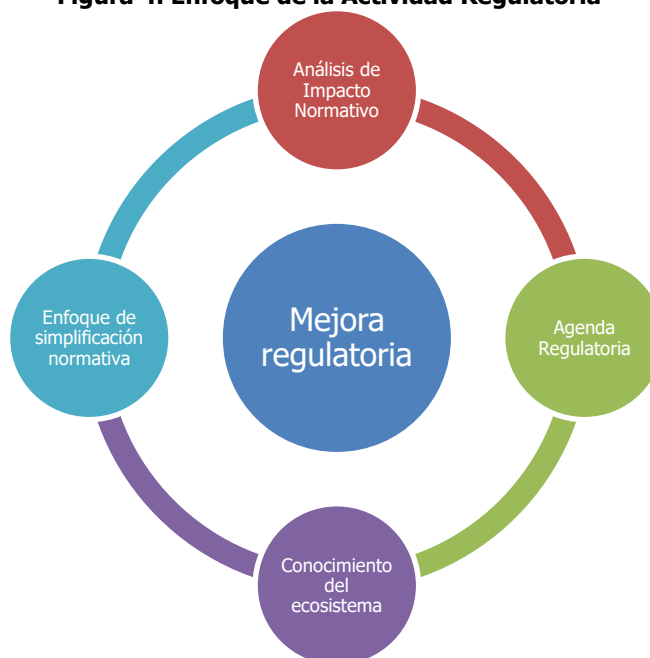 Figura 4. Enfoque de la Actividad Regulatoria
Análisis de
Impacto
Normativo
Enfoque de
simplificación
normativa
Mejora
regulatoria
Agenda
Regulatoria
Conocimiento
del
ecosistema